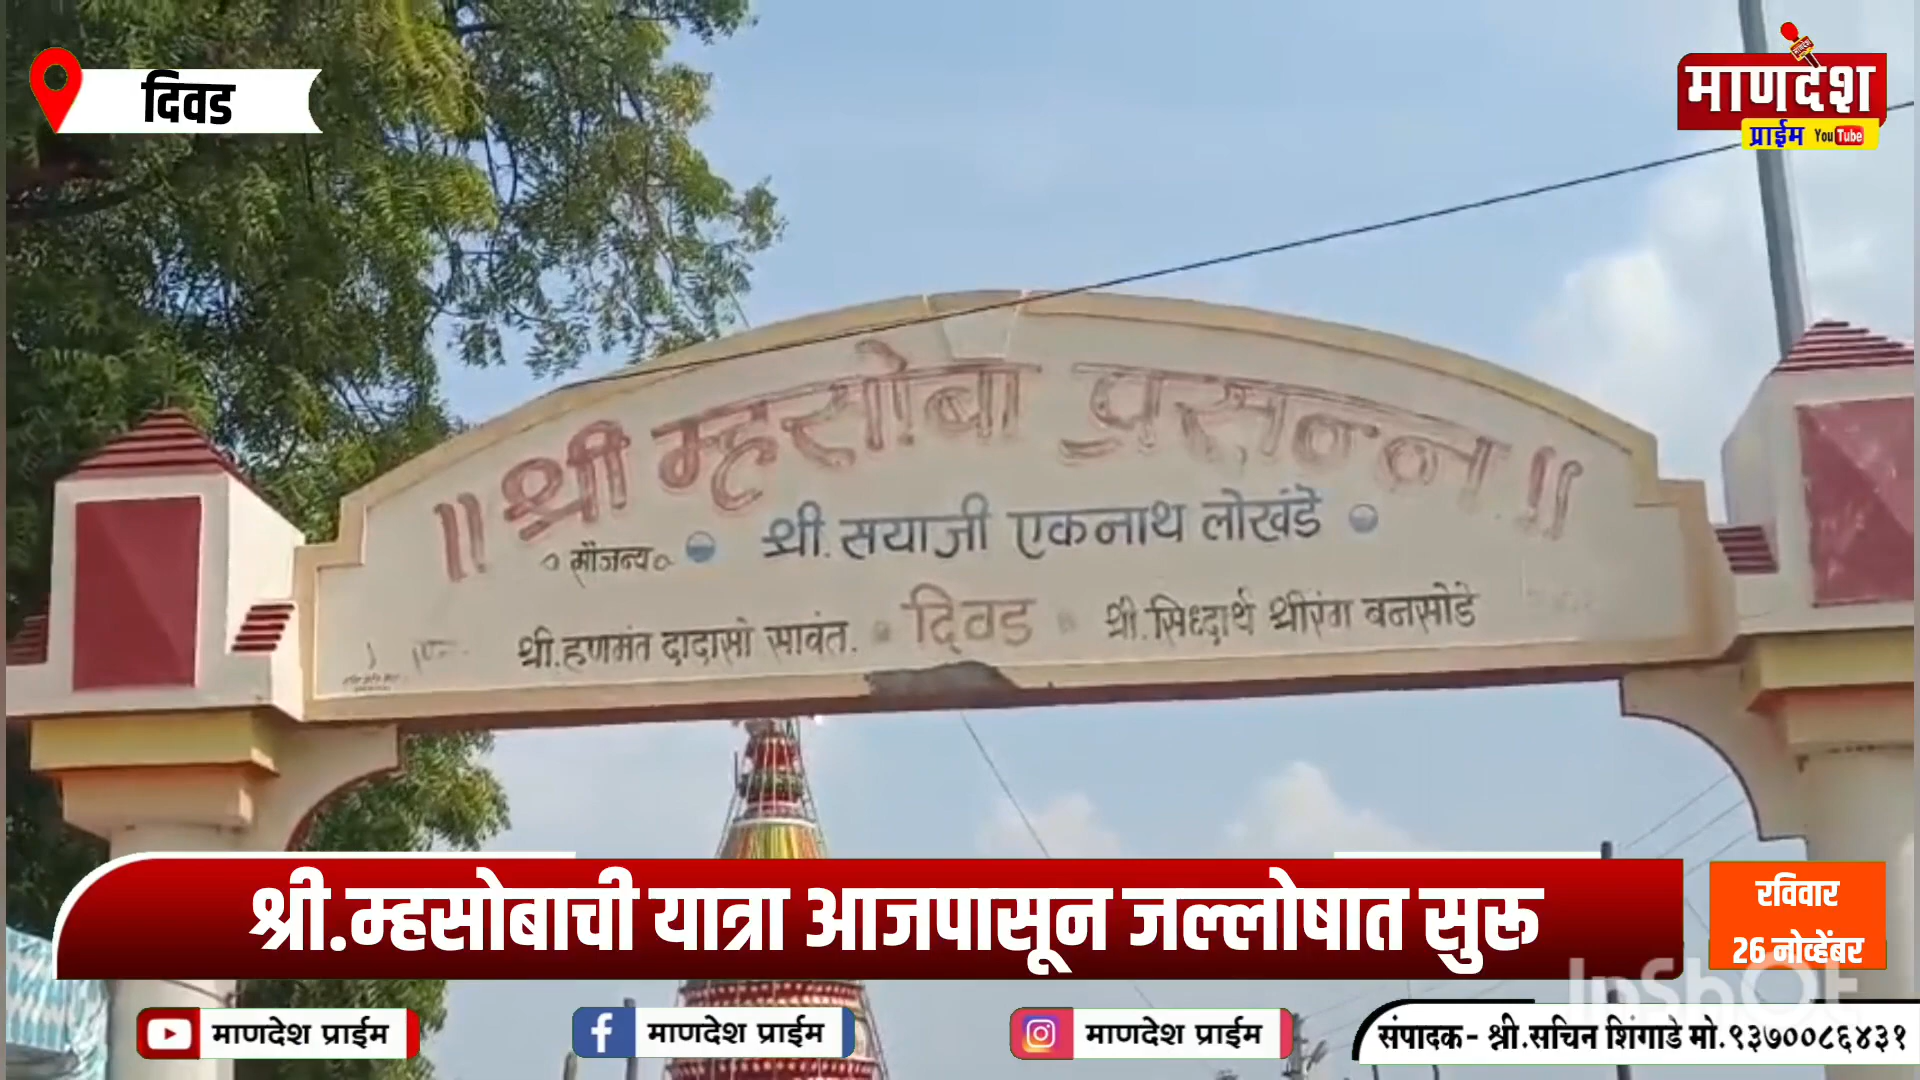 दिवड
माणदेश
प्राईम YouTube
॥ श्री म्हसोबा प्रसन्न ॥
सौजन्य
श्री. सयाजी एकनाथ लोखंडे
श्री. हणमंत दादासो सावंत.
दिवड
श्री. सिध्दार्थ श्रीरंग बनसोडे
श्री.म्हसोबाची यात्रा आजपासून जल्लोषात सुरू
रविवार
26 नोव्हेंबर
InShOt
माणदेश प्राईम
माणदेश प्राईम
माणदेश प्राईम
संपादक- श्री.सचिन शिंगाडे मो.९३७००८६४३१